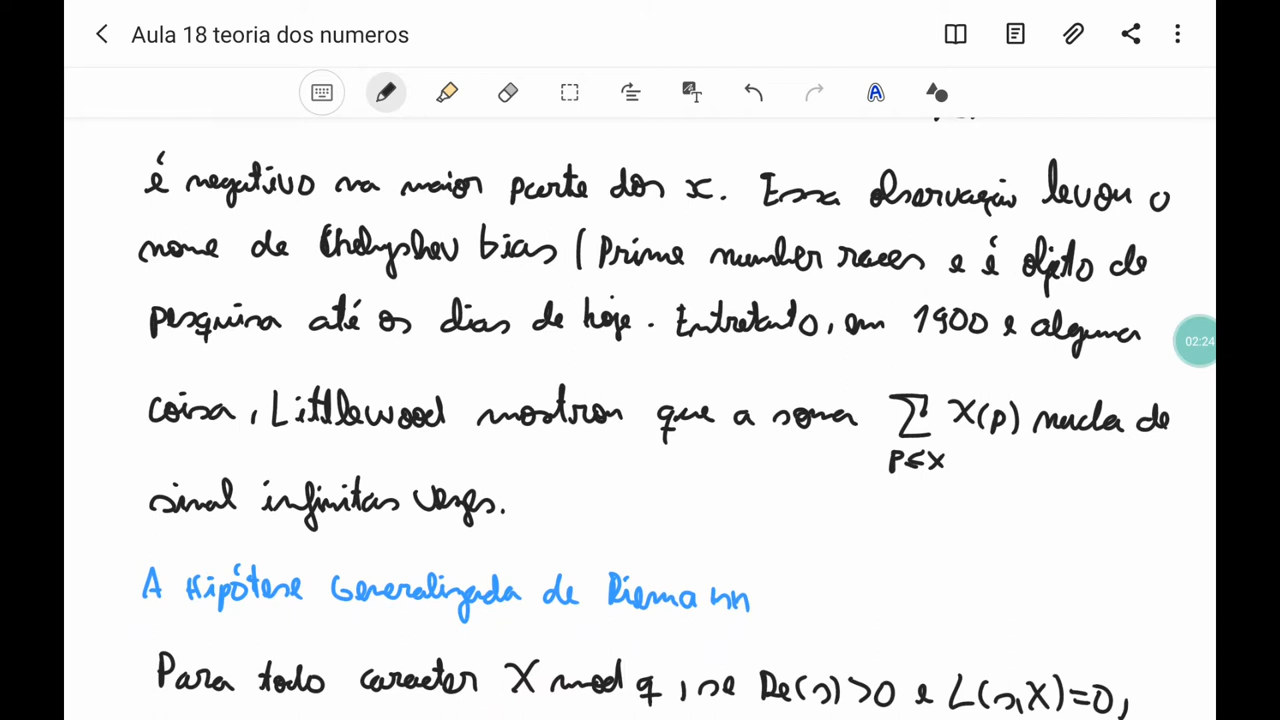 Aula 18 teoria dos numeros
é negativo na maior parte dos x. Essa observação levou o
nome de Chebyshev bias (Prime number races e é objeto de
pesquisa até os dias de hoje. Entretanto, em 1900 e alguma
coisa, Littlewood mostrou que a soma ∑ χ(p) muda de
p≤x
sinal infinitas vezes.
02:24
A Hipótese Generalizada de Riemann
Para todo caracter χ mod q, se Re(s)>0 e L(s,χ)=0,